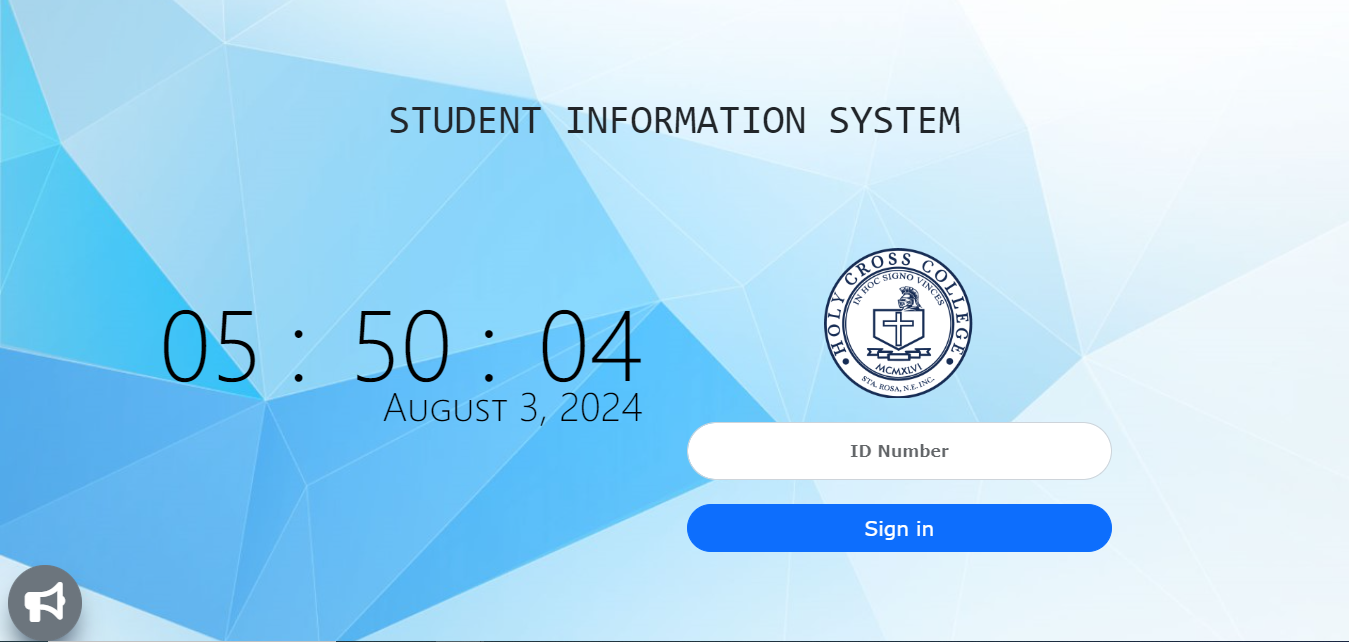 STUDENT INFORMATION SYSTEM
05 : 50 : 04
August 3, 2024
HOLY CROSS COLLEGE
IN HOC SIGNO VINCES
MCMXLVI
STA. ROSA, N.E. INC.
ID Number
Sign in